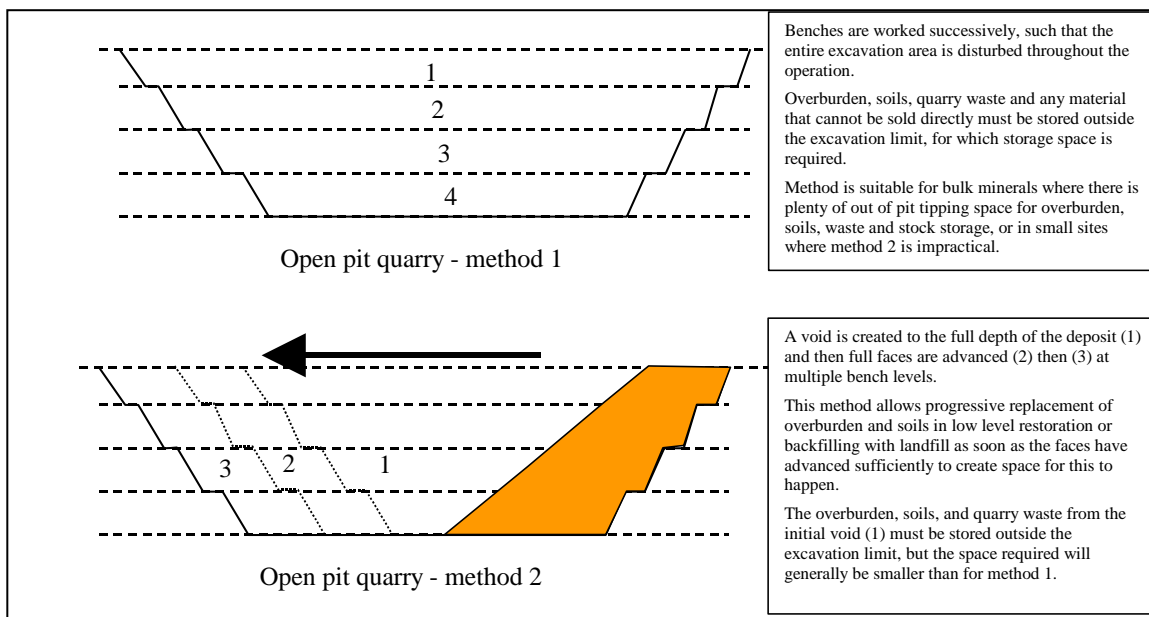 1
2
3
4
Open pit quarry - method 1
Benches are worked successively, such that the
entire excavation area is disturbed throughout the
operation.
Overburden, soils, quarry waste and any material
that cannot be sold directly must be stored outside
the excavation limit, for which storage space is
required.
Method is suitable for bulk minerals where there is
plenty of out of pit tipping space for overburden,
soils, waste and stock storage, or in small sites
where method 2 is impractical.
3 2 1
Open pit quarry - method 2
A void is created to the full depth of the deposit (1)
and then full faces are advanced (2) then (3) at
multiple bench levels.
This method allows progressive replacement of
overburden and soils in low level restoration or
backfilling with landfill as soon as the faces have
advanced sufficiently to create space for this to
happen.
The overburden, soils, and quarry waste from the
initial void (1) must be stored outside the
excavation limit, but the space required will
generally be smaller than for method 1.